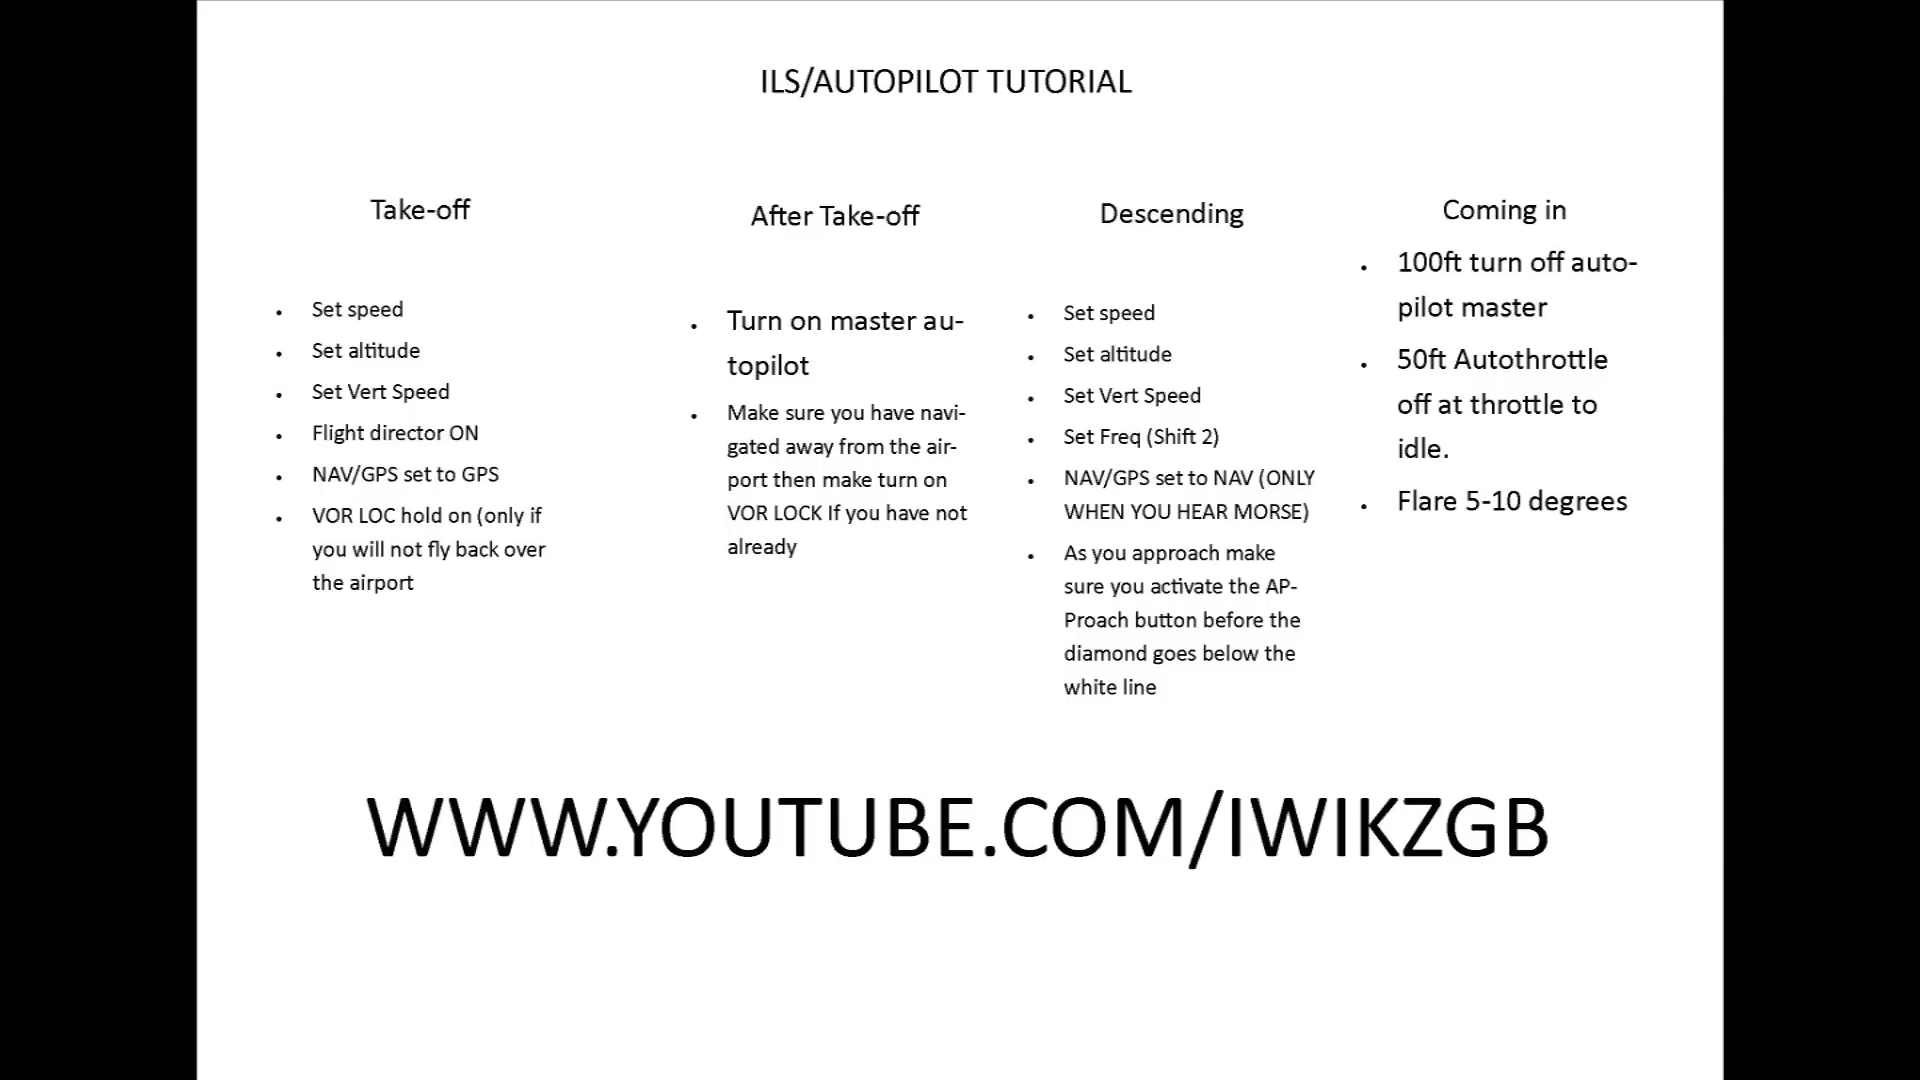 ILS/AUTOPILOT TUTORIAL
Take-off
Set speed
Set altitude
Set Vert Speed
Flight director ON
NAV/GPS set to GPS
VOR LOC hold on (only if
you will not fly back over
the airport
After Take-off
Turn on master au-
topilot
Make sure you have navi-
gated away from the air-
port then make turn on
VOR LOCK If you have not
already
Descending
Set speed
Set altitude
Set Vert Speed
Set Freq (Shift 2)
NAV/GPS set to NAV (ONLY
WHEN YOU HEAR MORSE)
As you approach make
sure you activate the AP-
Proach button before the
diamond goes below the
white line
Coming in
100ft turn off auto-
pilot master
50ft Autothrottle
off at throttle to
idle.
Flare 5-10 degrees
WWW.YOUTUBE.COM/IWIKZGB